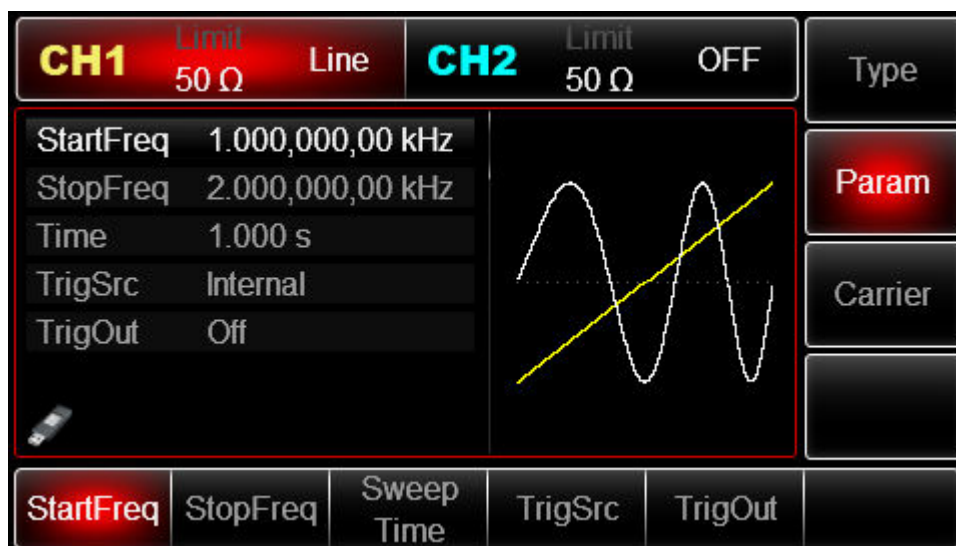 CH1 Limit 50 Ω Line CH2 Limit 50 Ω OFF
Type
StartFreq 1.000,000,00 kHz
StopFreq 2.000,000,00 kHz
Time 1.000 s
TrigSrc Internal
TrigOut Off
Param
Carrier
StartFreq StopFreq Sweep Time TrigSrc TrigOut